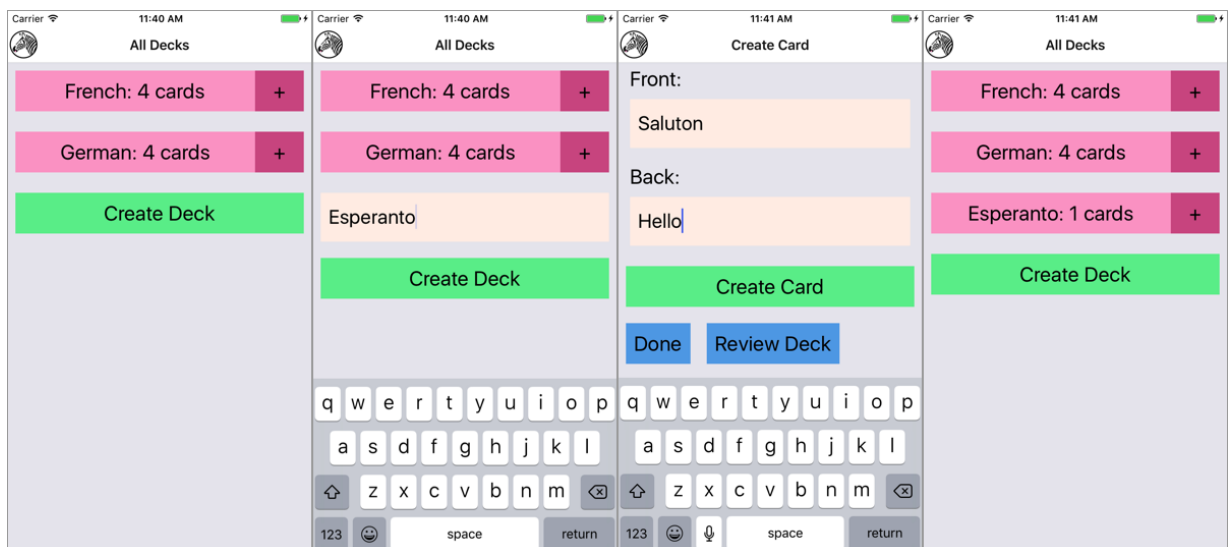 Carrier 11:40 AM
All Decks
French: 4 cards +
German: 4 cards +
Create Deck
Carrier 11:40 AM
All Decks
French: 4 cards +
German: 4 cards +
Esperanto
Create Deck
q w e r t y u i o p
a s d f g h j k l
z x c v b n m
123 space return
Carrier 11:41 AM
Create Card
Front:
Saluton
Back:
Hello
Create Card
Done Review Deck
q w e r t y u i o p
a s d f g h j k l
z x c v b n m
123 space return
Carrier 11:41 AM
All Decks
French: 4 cards +
German: 4 cards +
Esperanto: 1 cards +
Create Deck